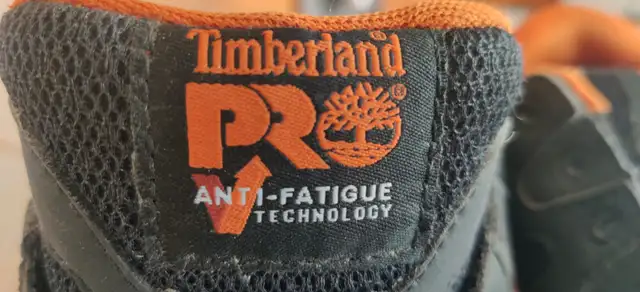 Timberland
PRO®
ANTI-FATIGUE
TECHNOLOGY